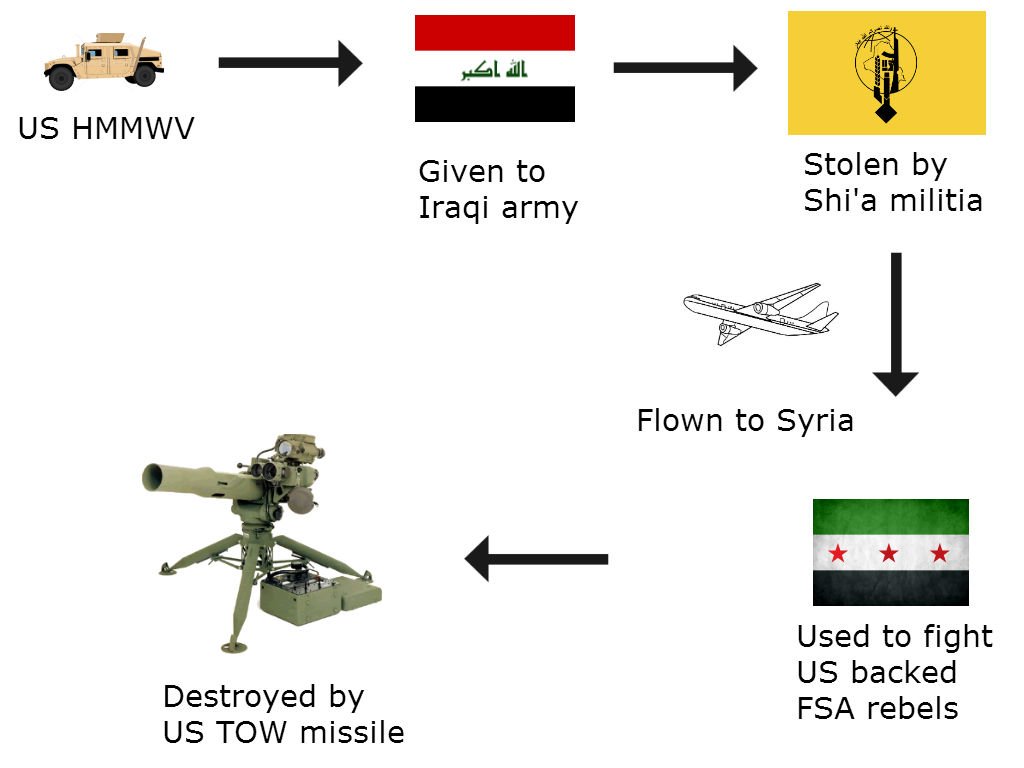 US HMMWV
الله اكبر
Given to
Iraqi army
Stolen by
Shi'a militia
Flown to Syria
Used to fight
US backed
FSA rebels
Destroyed by
US TOW missile